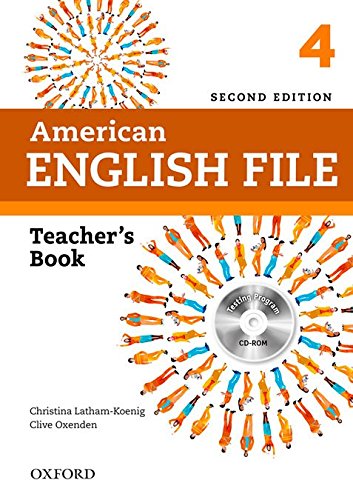 4
SECOND EDITION
American
ENGLISH FILE
Teacher's
Book
Testing Program
CD-ROM
Christina Latham-Koenig
Clive Oxenden
OXFORD